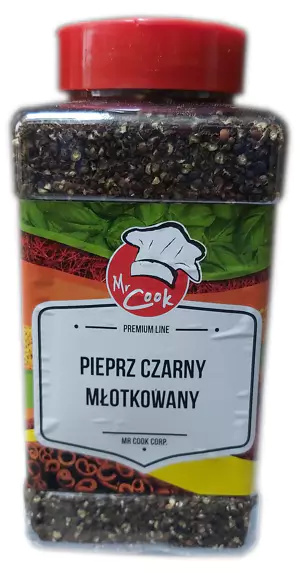 Mr
Cook
PREMIUM LINE
PIEPRZ CZARNY
MŁOTKOWANY
MR COOK CORP.